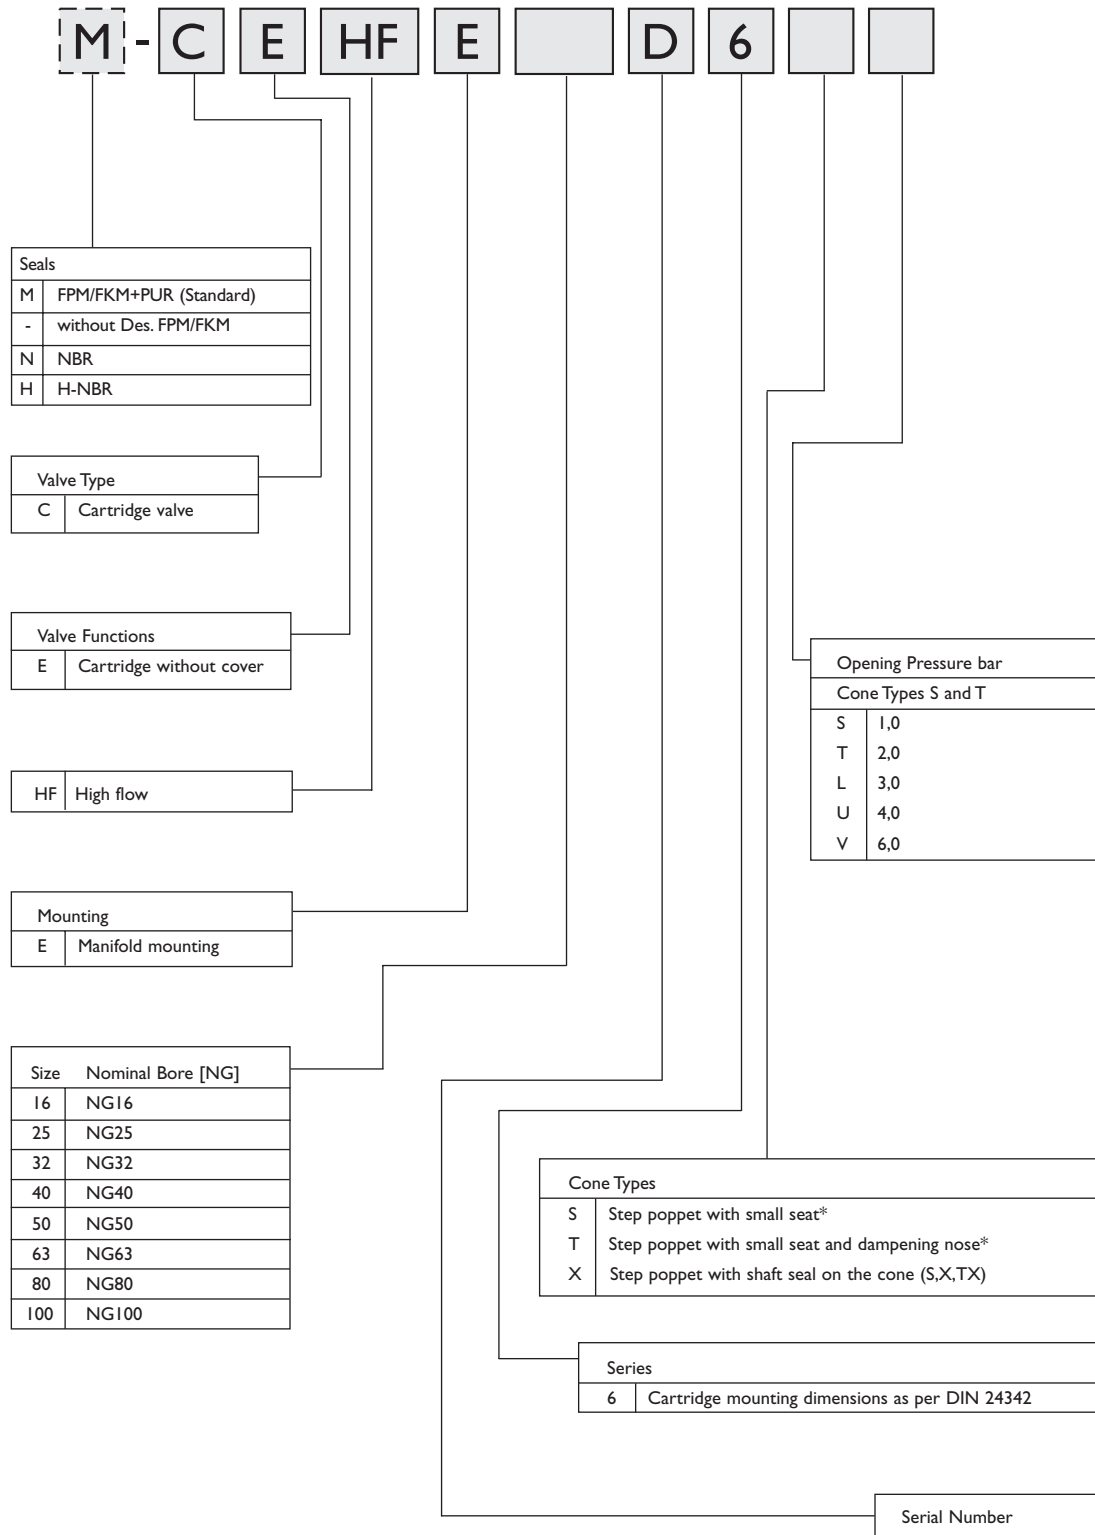 M - C E HF E D 6
Seals
M FPM/FKM+PUR (Standard)
- without Des. FPM/FKM
N NBR
H H-NBR
Valve Type
C Cartridge valve
Valve Functions
E Cartridge without cover
HF High flow
Mounting
E Manifold mounting
Size Nominal Bore [NG]
16 NG16
25 NG25
32 NG32
40 NG40
50 NG50
63 NG63
80 NG80
100 NG100
Opening Pressure bar
Cone Types S and T
S 1,0
T 2,0
L 3,0
U 4,0
V 6,0
Cone Types
S Step poppet with small seat*
T Step poppet with small seat and dampening nose*
X Step poppet with shaft seal on the cone (S,X,TX)
Series
6 Cartridge mounting dimensions as per DIN 24342
Serial Number